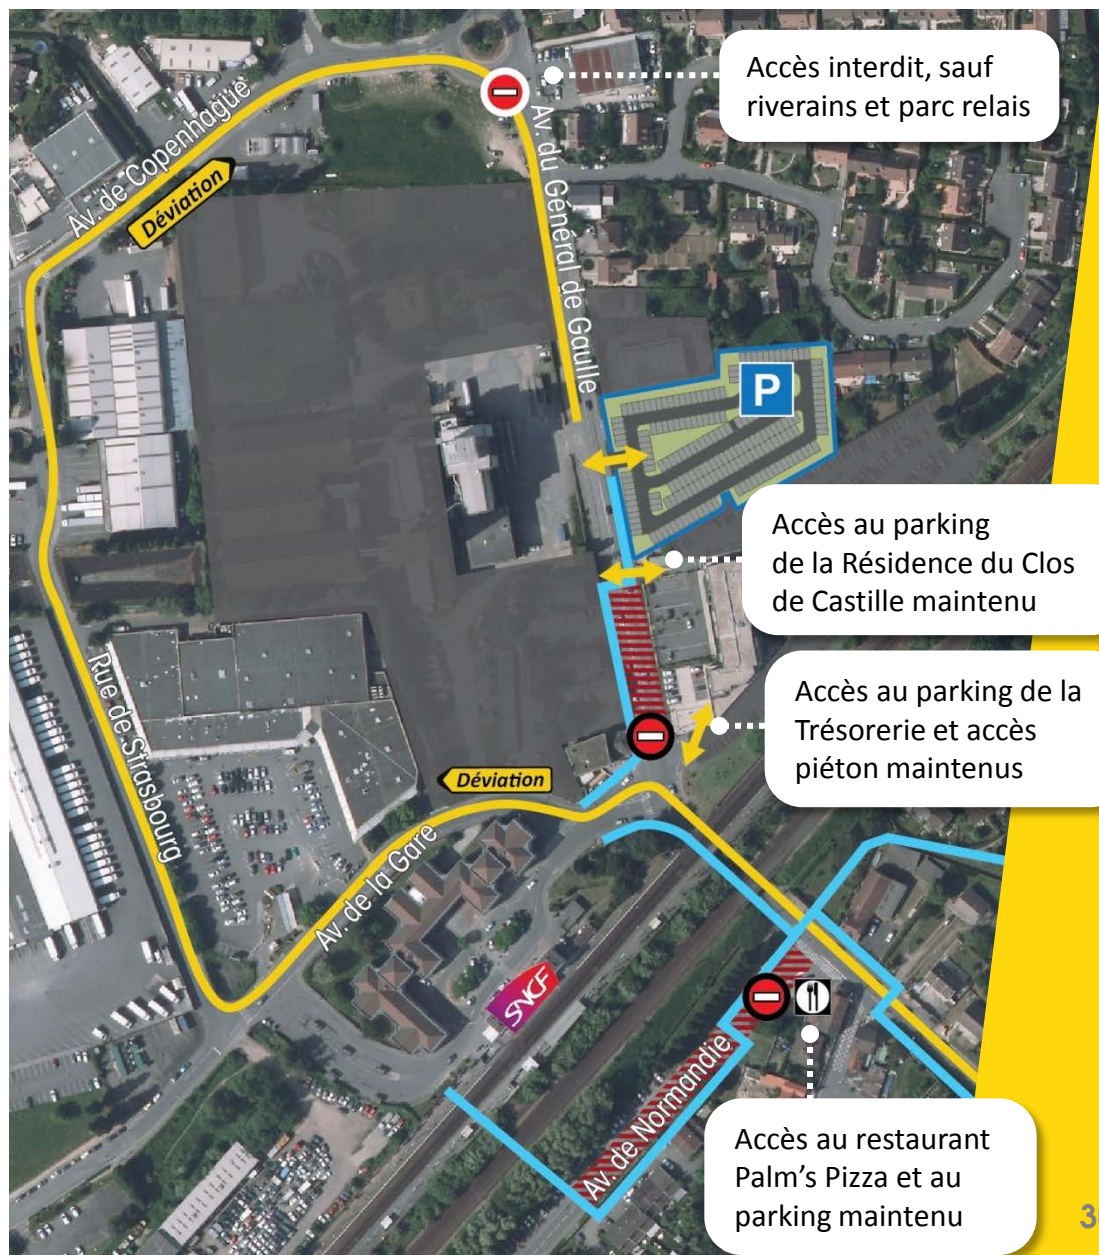 Accès interdit, sauf
riverains et parc relais
Av. de Copenhague
Déviation
Av. du Général de Gaulle
P
Accès au parking
de la Résidence du Clos
de Castille maintenu
Accès au parking de la
Trésorerie et accès
piéton maintenus
Rue de Strasbourg
Déviation
Av. de la Gare
SNCF
Av. de Normandie
Accès au restaurant
Palm's Pizza et au
parking maintenu